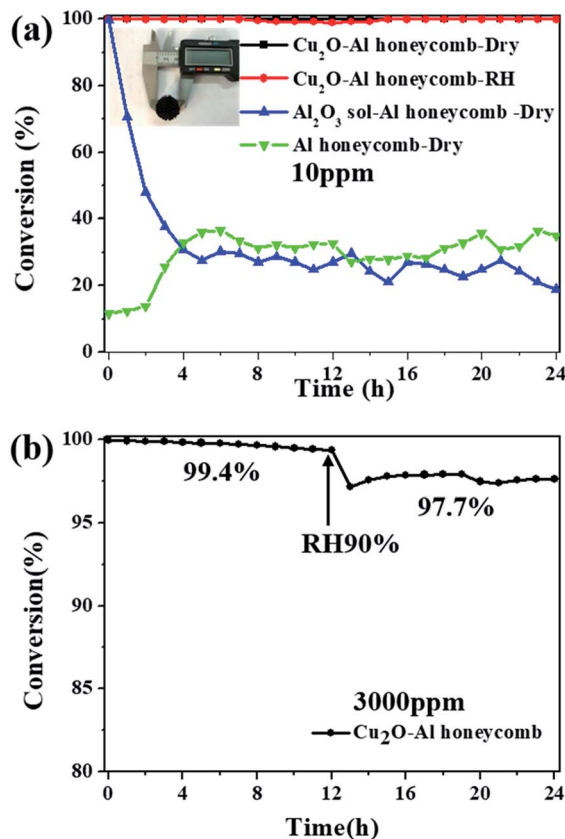 (a)
Conversion (%)
100
80
60
40
20
0
Cu₂O-Al honeycomb-Dry
Cu₂O-Al honeycomb-RH
Al₂O₃ sol-Al honeycomb -Dry
Al honeycomb-Dry
10ppm
0 4 8 12 16 20 24
Time (h)
(b)
Conversion(%)
100
95
90
85
80
99.4%
RH90%
97.7%
3000ppm
Cu₂O-Al honeycomb
0 4 8 12 16 20 24
Time(h)